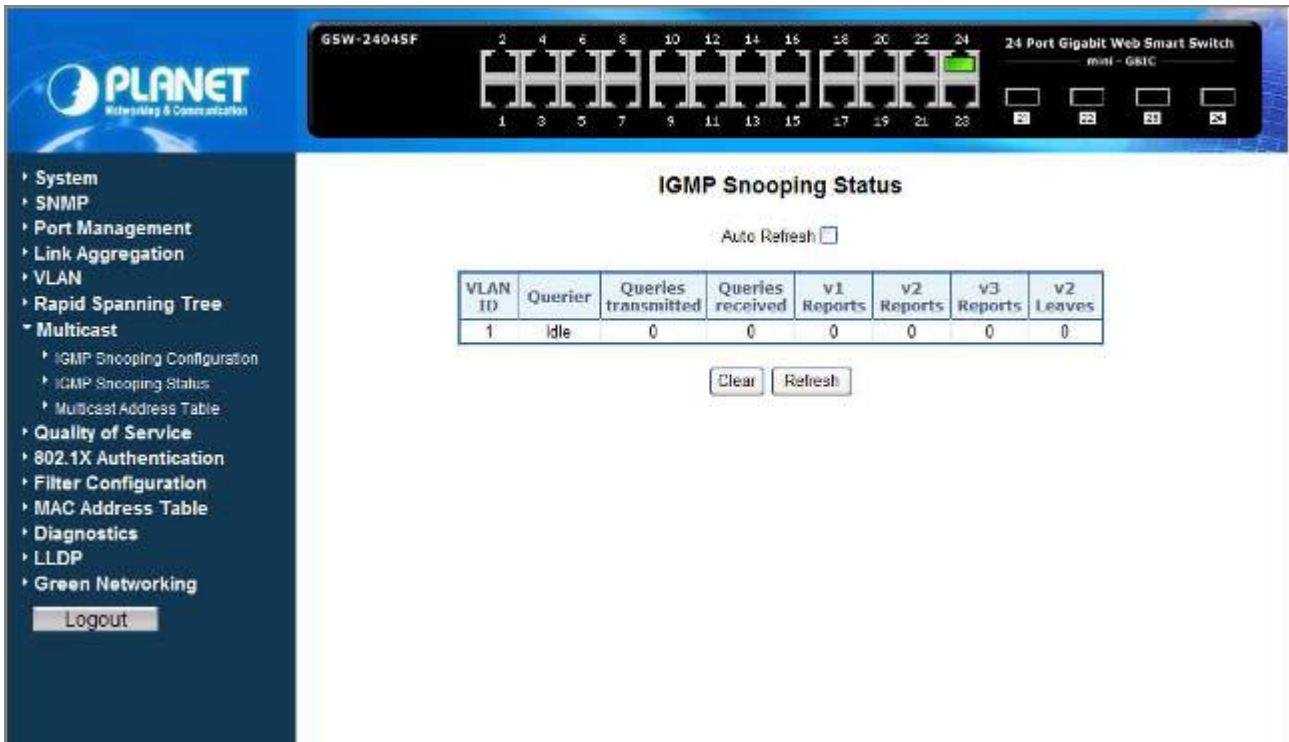 PLANET
Networking & Communication
GSW-2404SF
2 4 6 8 10 12 14 16 18 20 22 24
1 3 5 7 9 11 13 15 17 19 21 23
24 Port Gigabit Web Smart Switch
mini - GBIC
21 22 23 24
System
SNMP
Port Management
Link Aggregation
VLAN
Rapid Spanning Tree
Multicast
IGMP Snooping Configuration
IGMP Snooping Status
Multicast Address Table
Quality of Service
802.1X Authentication
Filter Configuration
MAC Address Table
Diagnostics
LLDP
Green Networking
Logout
IGMP Snooping Status
Auto Refresh
VLAN ID Querier Queries transmitted Queries received v1 Reports v2 Reports v3 Reports v2 Leaves
1 Idle 0 0 0 0 0 0
Clear Refresh